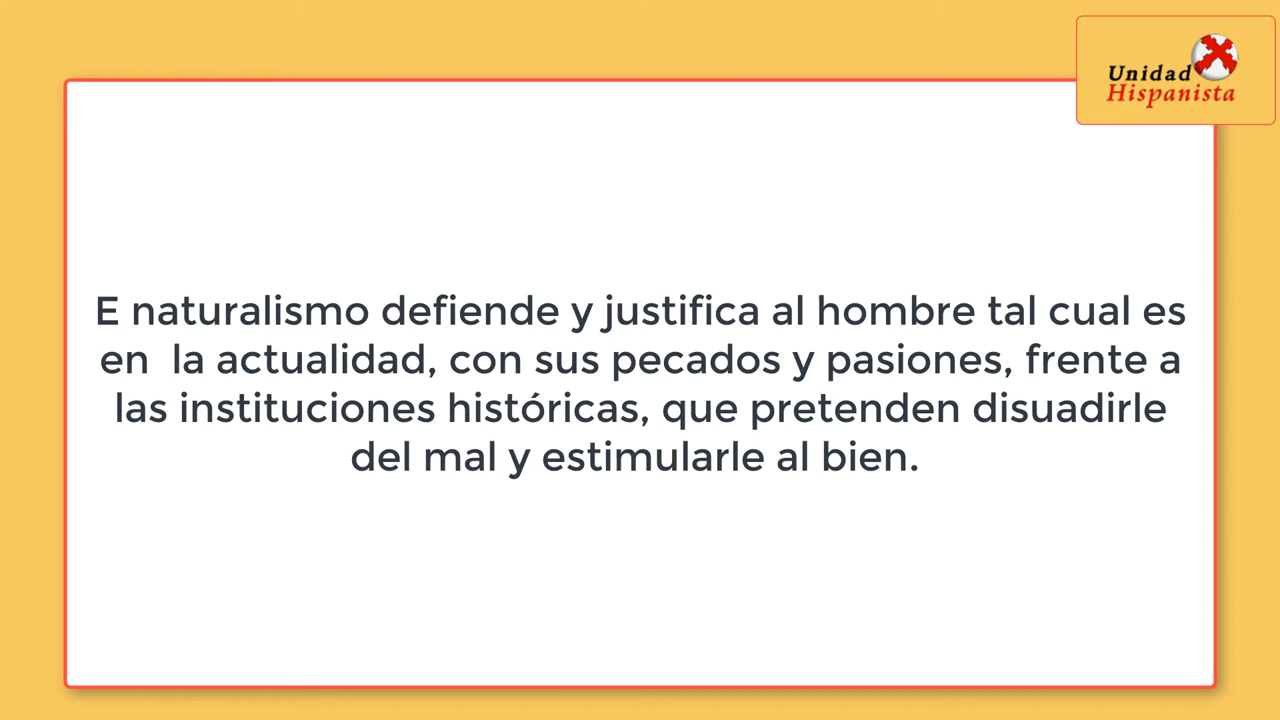 Unidad
Hispanista
E naturalismo defiende y justifica al hombre tal cual es
en  la actualidad, con sus pecados y pasiones, frente a
las instituciones históricas, que pretenden disuadirle
del mal y estimularle al bien.